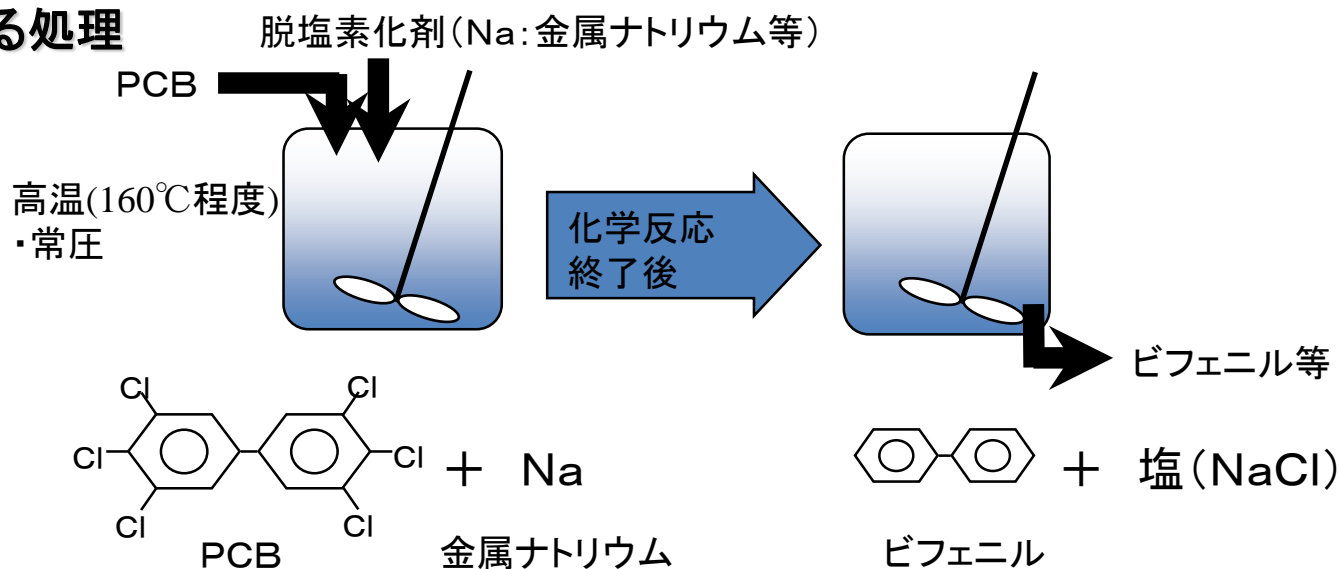 る処理
脱塩素化剤(Na:金属ナトリウム等)
PCB
高温(160℃程度)
・常圧
化学反応
終了後
ビフェニル等
Cl
Cl
Cl
Cl
Cl
Cl
+ Na
+ 塩(NaCl)
PCB
金属ナトリウム
ビフェニル